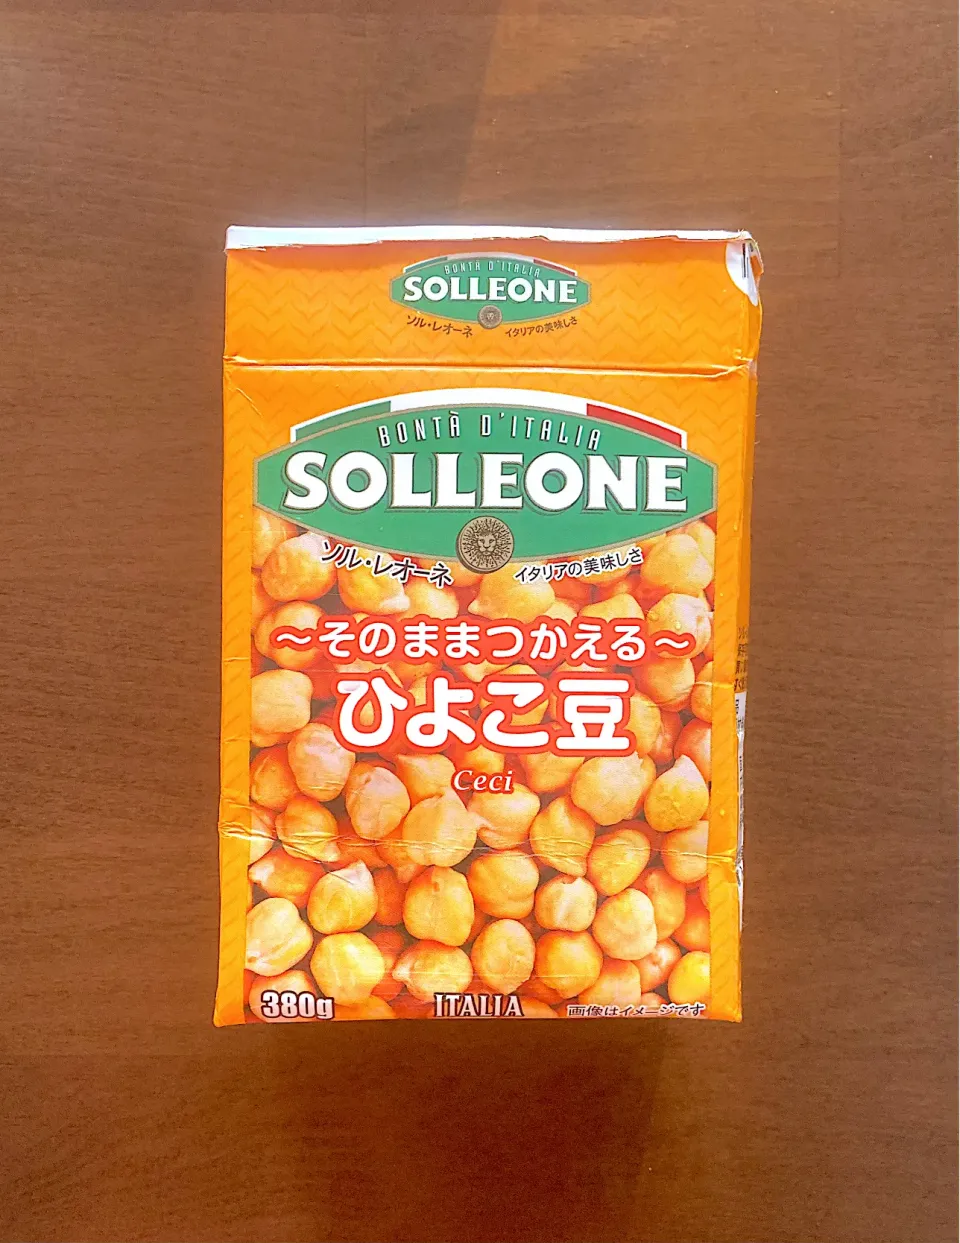 BONTÀ D'ITALIA
SOLLEONE
ソル・レオーネ イタリアの美味しさ
BONTÀ D'ITALIA
SOLLEONE
ソル・レオーネ イタリアの美味しさ
～そのままつかえる～
ひよこ豆
Ceci
380g ITALIA 画像はイメージです